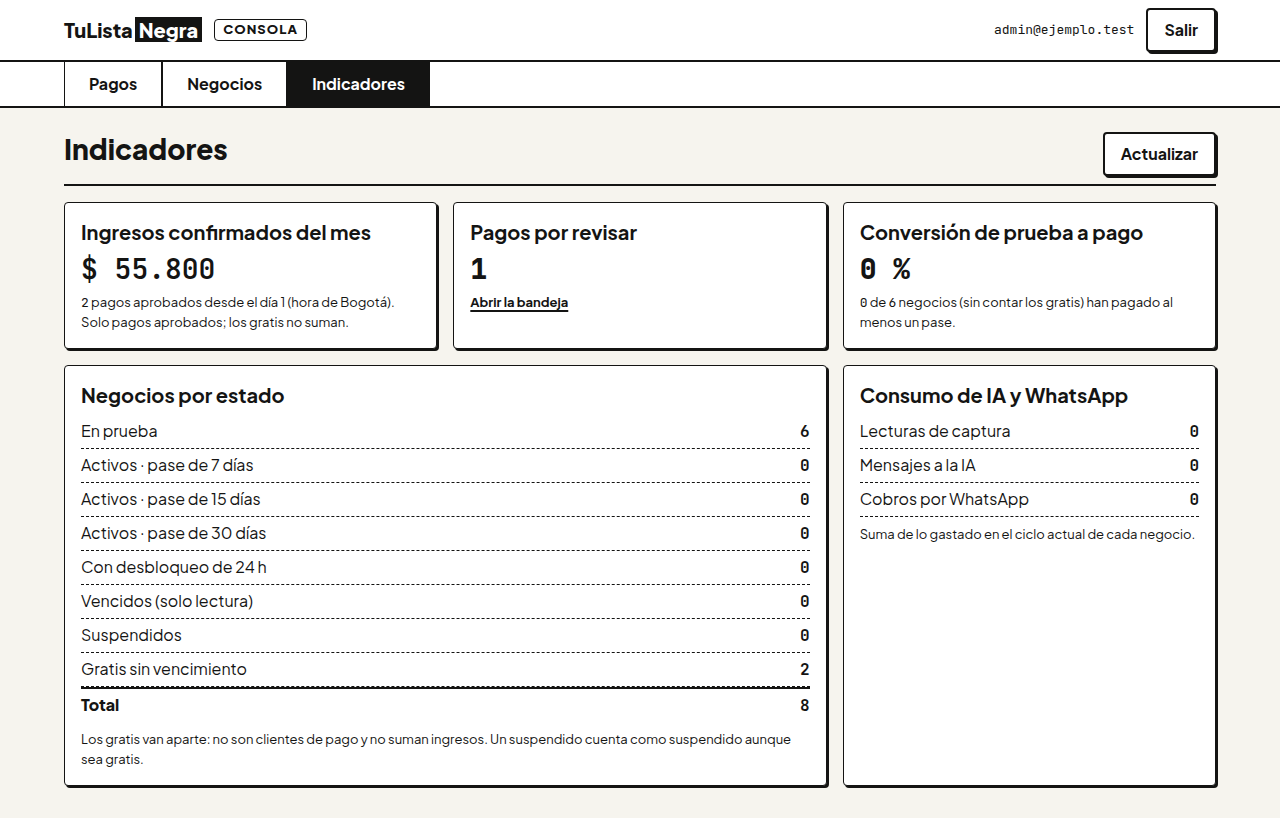 TuLista Negra CONSOLA admin@ejemplo.test Salir
Pagos Negocios Indicadores
Indicadores Actualizar
Ingresos confirmados del mes
$ 55.800
2 pagos aprobados desde el día 1 (hora de Bogotá).
Solo pagos aprobados; los gratis no suman.
Pagos por revisar
1
Abrir la bandeja
Conversión de prueba a pago
0 %
0 de 6 negocios (sin contar los gratis) han pagado al
menos un pase.
Negocios por estado
En prueba 6
Activos · pase de 7 días 0
Activos · pase de 15 días 0
Activos · pase de 30 días 0
Con desbloqueo de 24 h 0
Vencidos (solo lectura) 0
Suspendidos 0
Gratis sin vencimiento 2
Total 8
Los gratis van aparte: no son clientes de pago y no suman ingresos. Un suspendido cuenta como suspendido aunque
sea gratis.
Consumo de IA y WhatsApp
Lecturas de captura 0
Mensajes a la IA 0
Cobros por WhatsApp 0
Suma de lo gastado en el ciclo actual de cada negocio.